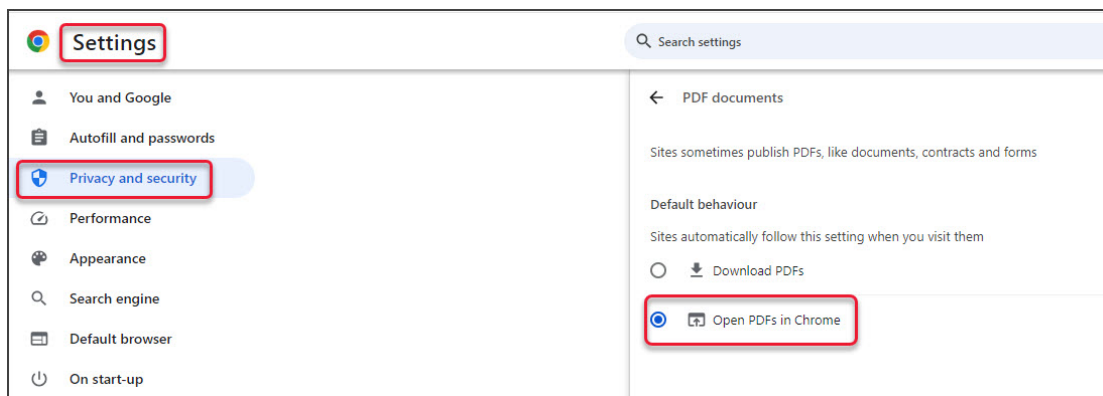 Settings
Search settings
You and Google
Autofill and passwords
Privacy and security
Performance
Appearance
Search engine
Default browser
On start-up
PDF documents
Sites sometimes publish PDFs, like documents, contracts and forms
Default behaviour
Sites automatically follow this setting when you visit them
Download PDFs
Open PDFs in Chrome